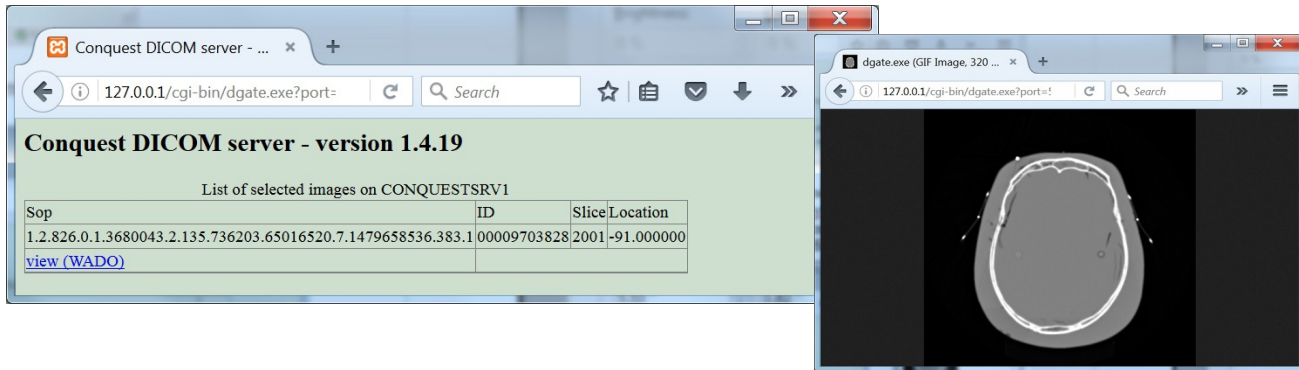 Conquest DICOM server - ...
127.0.0.1/cgi-bin/dgate.exe?port=
Search
Conquest DICOM server - version 1.4.19
List of selected images on CONQUESTSRV1
Sop ID Slice Location
1.2.826.0.1.3680043.2.135.736203.65016520.7.1479658536.383.1 00009703828 2001 -91.000000
view (WADO)
dgate.exe (GIF Image, 320 ...
127.0.0.1/cgi-bin/dgate.exe?port=!
Search